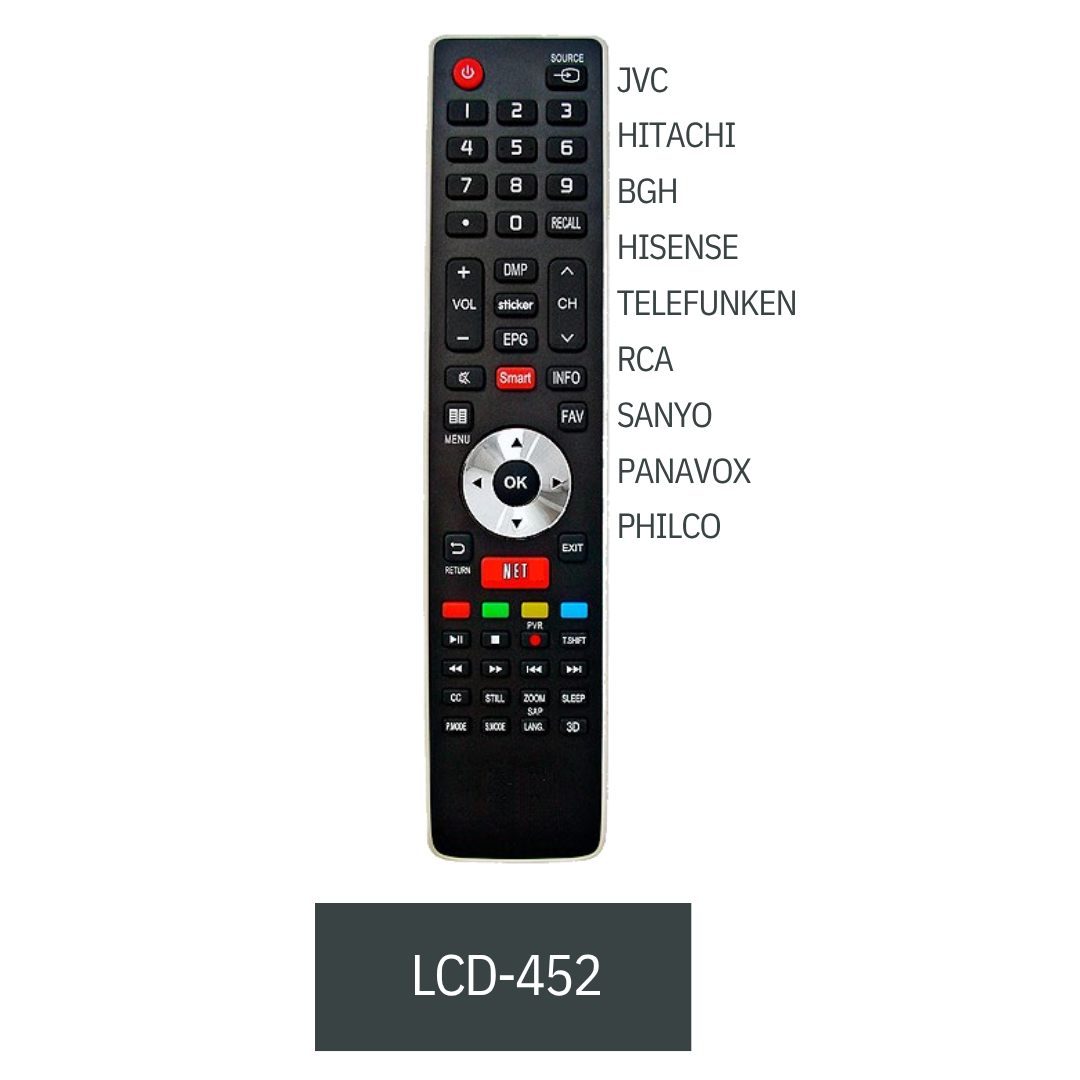 SOURCE
1 2 3
4 5 6
7 8 9
• 0 RECALL
+ DMP
VOL sticker CH
- EPG
Smart INFO
FAV
MENU
OK
EXIT
RETURN NET
PVR
T.SHIFT
CC STILL ZOOM SLEEP
SAP
P.MODE S.MODE LANG. 3D
JVC
HITACHI
BGH
HISENSE
TELEFUNKEN
RCA
SANYO
PANAVOX
PHILCO
LCD-452